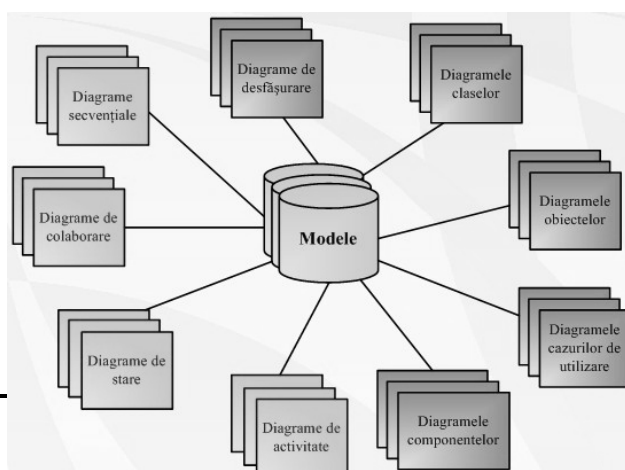 Diagrame de
desfășurare
Diagramele
claselor
Diagrame
secvențiale
Diagramele
obiectelor
Diagrame de
colaborare
Modele
Diagramele
cazurilor de
utilizare
Diagrame de
stare
Diagrame de
activitate
Diagramele
componentelor